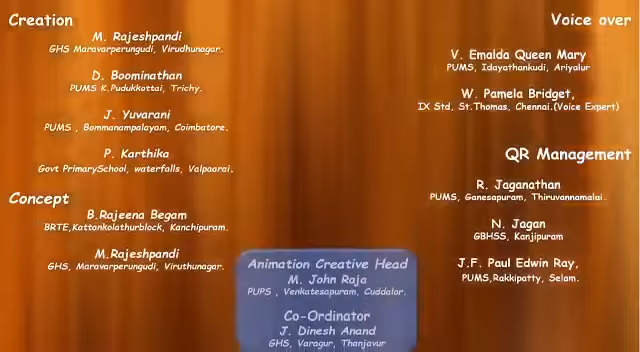 Creation
M. Rajeshpandi
GHS Maravarperungudi, Virudhunagar.
D. Boominathan
PUMS K.Pudukkottai, Trichy.
J. Yuvarani
PUMS , Bommanampalayam, Coimbatore.
P. Karthika
Govt PrimarySchool, waterfalls, Valpaarai.
Concept
B.Rajeena Begam
BRTE,Kattankolathurblock, Kanchipuram.
M.Rajeshpandi
GHS, Maravarperungudi, Viruthunagar.
Animation Creative Head
M. John Raja
PUPS , Venkatesapuram, Cuddalor.
Co-Ordinator
J. Dinesh Anand
GHS, Varagur, Thanjavur
Voice over
V. Emalda Queen Mary
PUMS, Idayathankudi, Ariyalur
W. Pamela Bridget,
IX Std, St.Thomas, Chennai.(Voice Expert)
QR Management
R. Jaganathan
PUMS, Ganesapuram, Thiruvannamalai.
N. Jagan
GBHSS, Kanjipuram
J.F. Paul Edwin Ray,
PUMS,Rakkipatty, Selam.